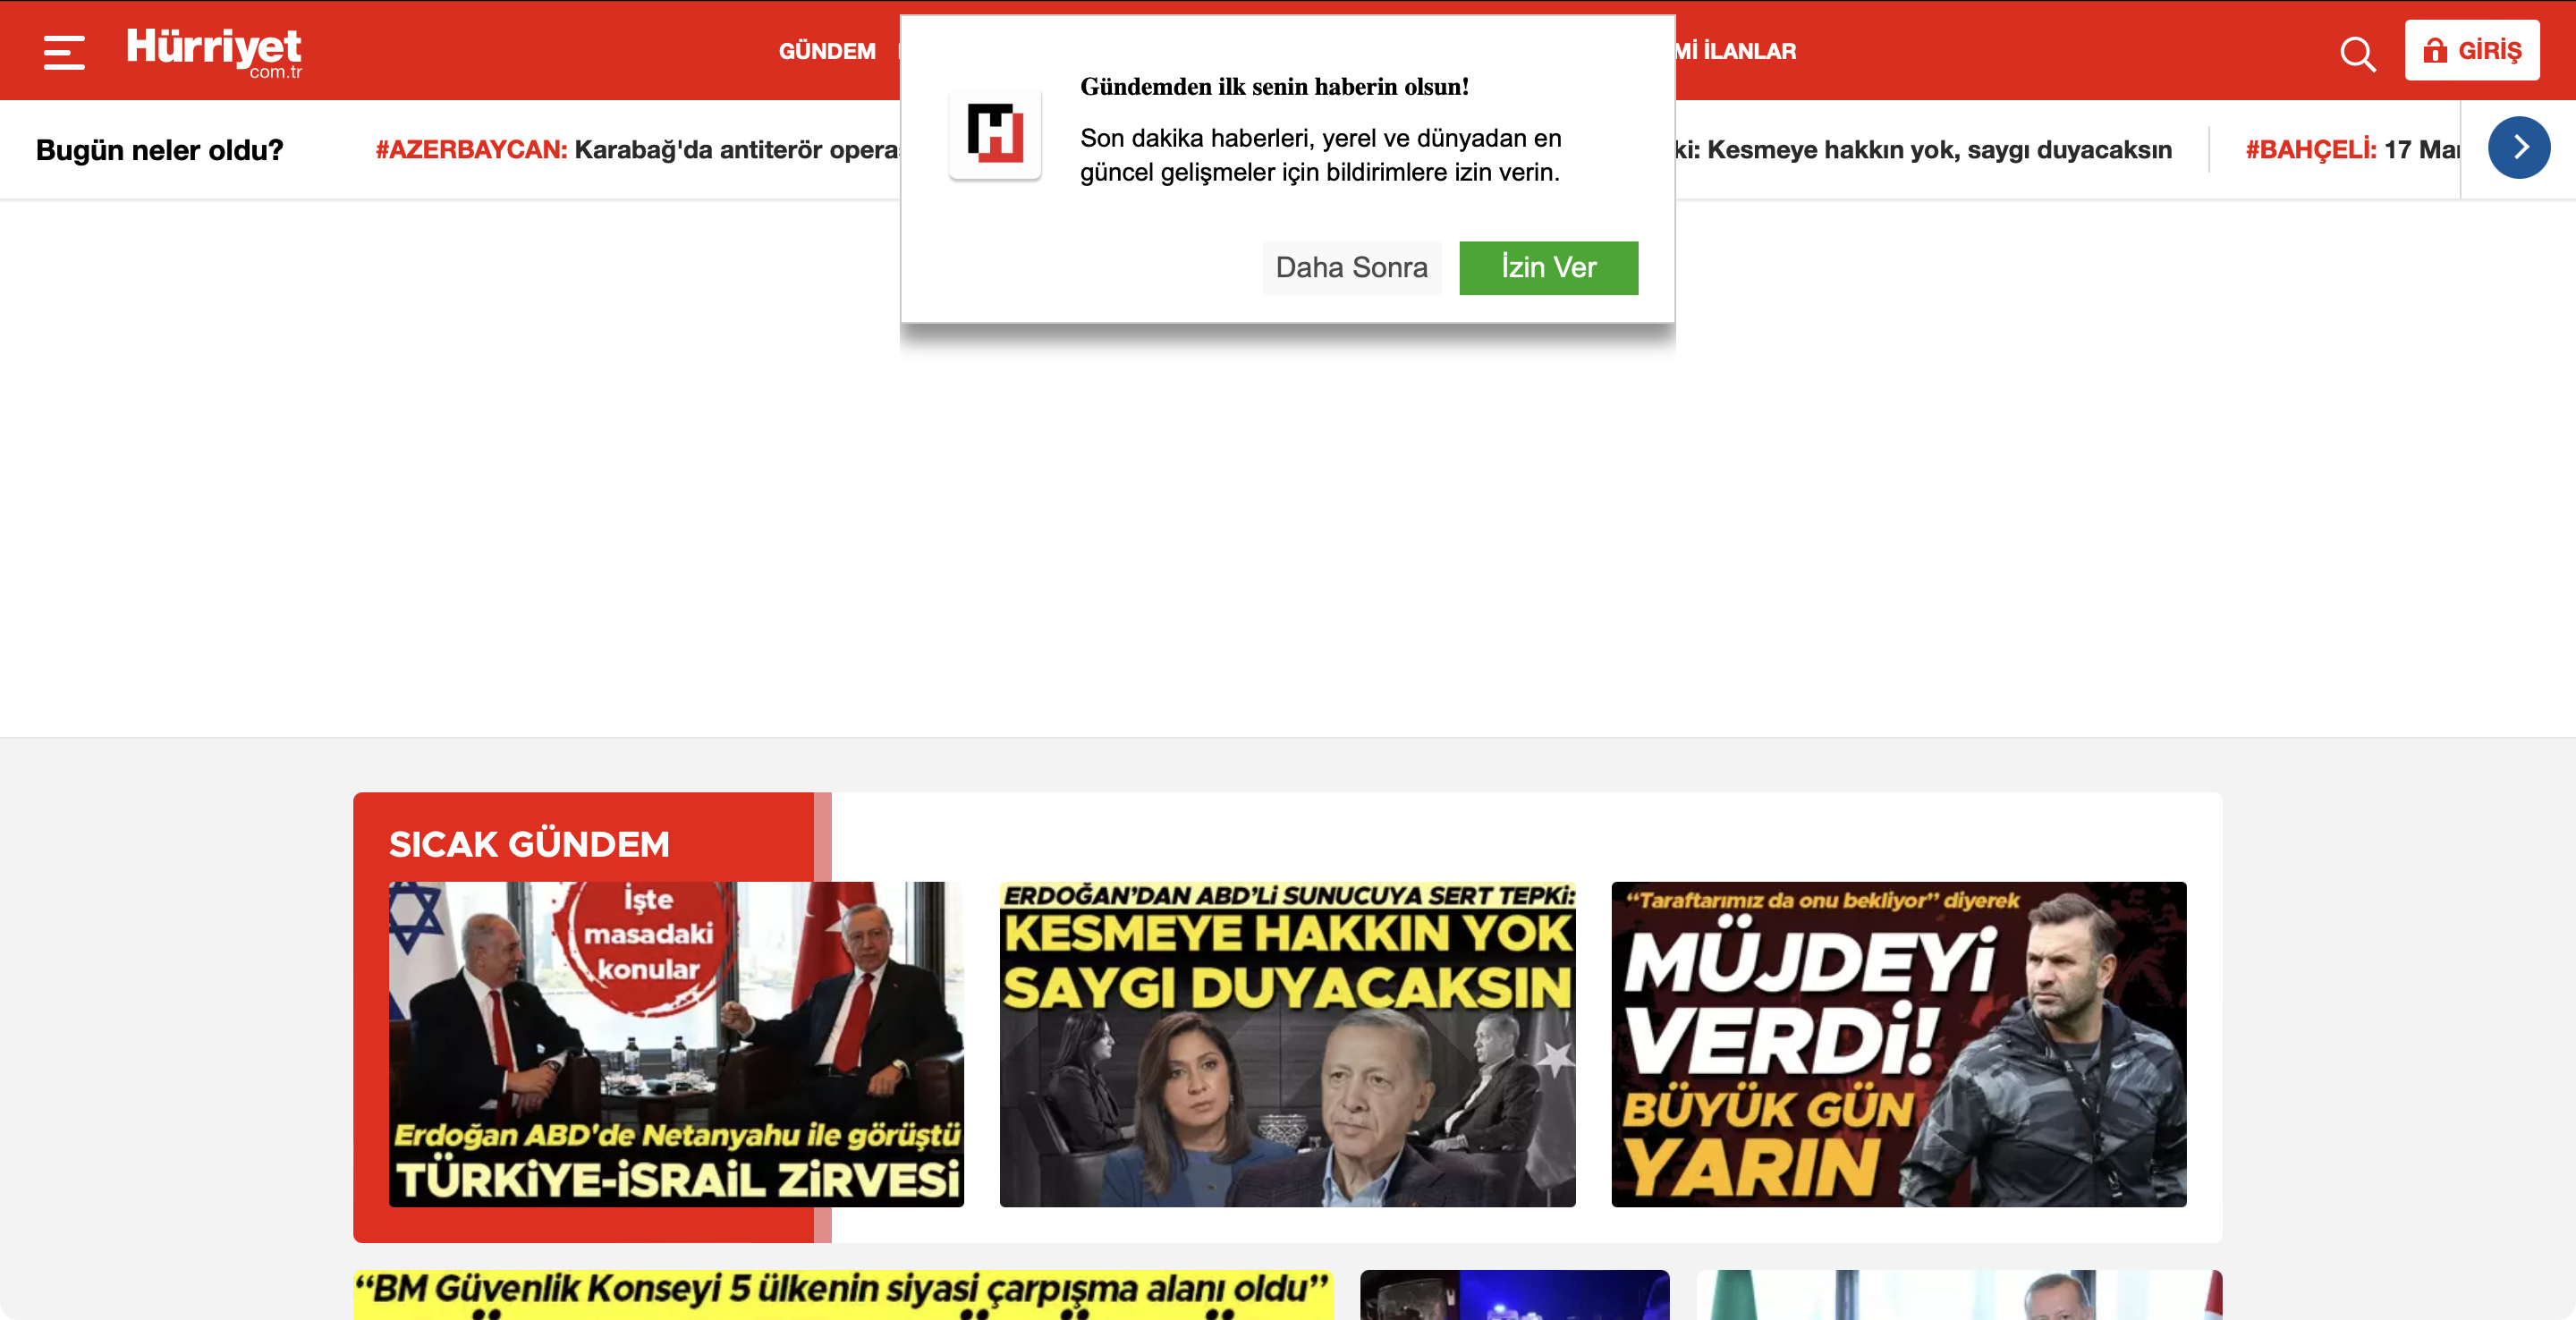 Hürriyet
com.tr
GÜNDEM
Mİ İLANLAR
GİRİŞ
Gündemden ilk senin haberin olsun!
Son dakika haberleri, yerel ve dünyadan en
güncel gelişmeler için bildirimlere izin verin.
Daha Sonra
İzin Ver
Bugün neler oldu?
#AZERBAYCAN: Karabağ'da antiterör operas
ki: Kesmeye hakkın yok, saygı duyacaksın
#BAHÇELİ: 17 Mar
SICAK GÜNDEM
İşte
masadaki
konular
Erdoğan ABD'de Netanyahu ile görüştü
TÜRKİYE-İSRAİL ZİRVESİ
ERDOĞAN'DAN ABD'Lİ SUNUCUYA SERT TEPKİ:
KESMEYE HAKKIN YOK
SAYGI DUYACAKSIN
“Taraftarımız da onu bekliyor” diyerek
MÜJDEYİ
VERDİ!
BÜYÜK GÜN
YARIN
“BM Güvenlik Konseyi 5 ülkenin siyasi çarpışma alanı oldu”